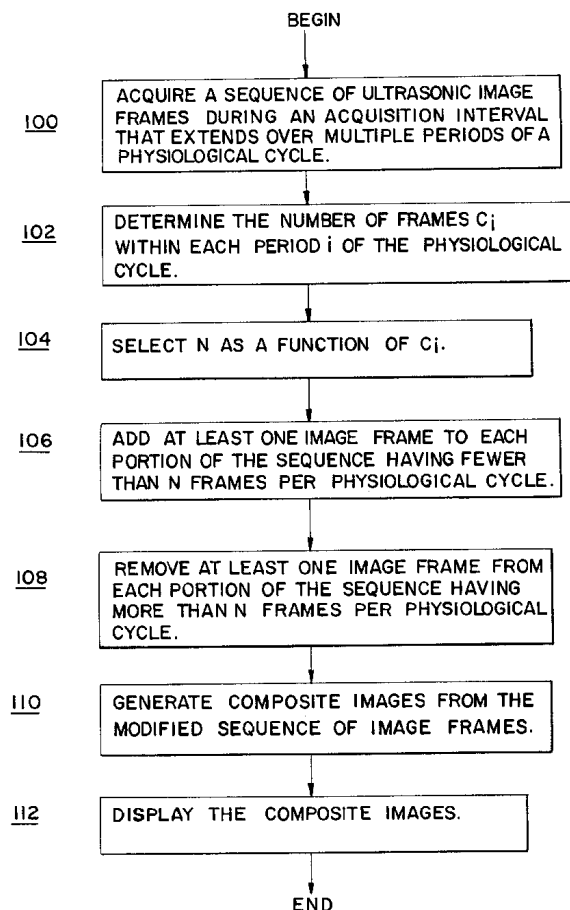 BEGIN
100
ACQUIRE A SEQUENCE OF ULTRASONIC IMAGE
FRAMES DURING AN ACQUISITION INTERVAL
THAT EXTENDS OVER MULTIPLE PERIODS OF A
PHYSIOLOGICAL CYCLE.
102
DETERMINE THE NUMBER OF FRAMES Ci
WITHIN EACH PERIOD i OF THE PHYSIOLOGICAL
CYCLE.
104
SELECT N AS A FUNCTION OF Ci.
106
ADD AT LEAST ONE IMAGE FRAME TO EACH
PORTION OF THE SEQUENCE HAVING FEWER
THAN N FRAMES PER PHYSIOLOGICAL CYCLE.
108
REMOVE AT LEAST ONE IMAGE FRAME FROM
EACH PORTION OF THE SEQUENCE HAVING
MORE THAN N FRAMES PER PHYSIOLOGICAL
CYCLE.
110
GENERATE COMPOSITE IMAGES FROM THE
MODIFIED SEQUENCE OF IMAGE FRAMES.
112
DISPLAY THE COMPOSITE IMAGES.
END